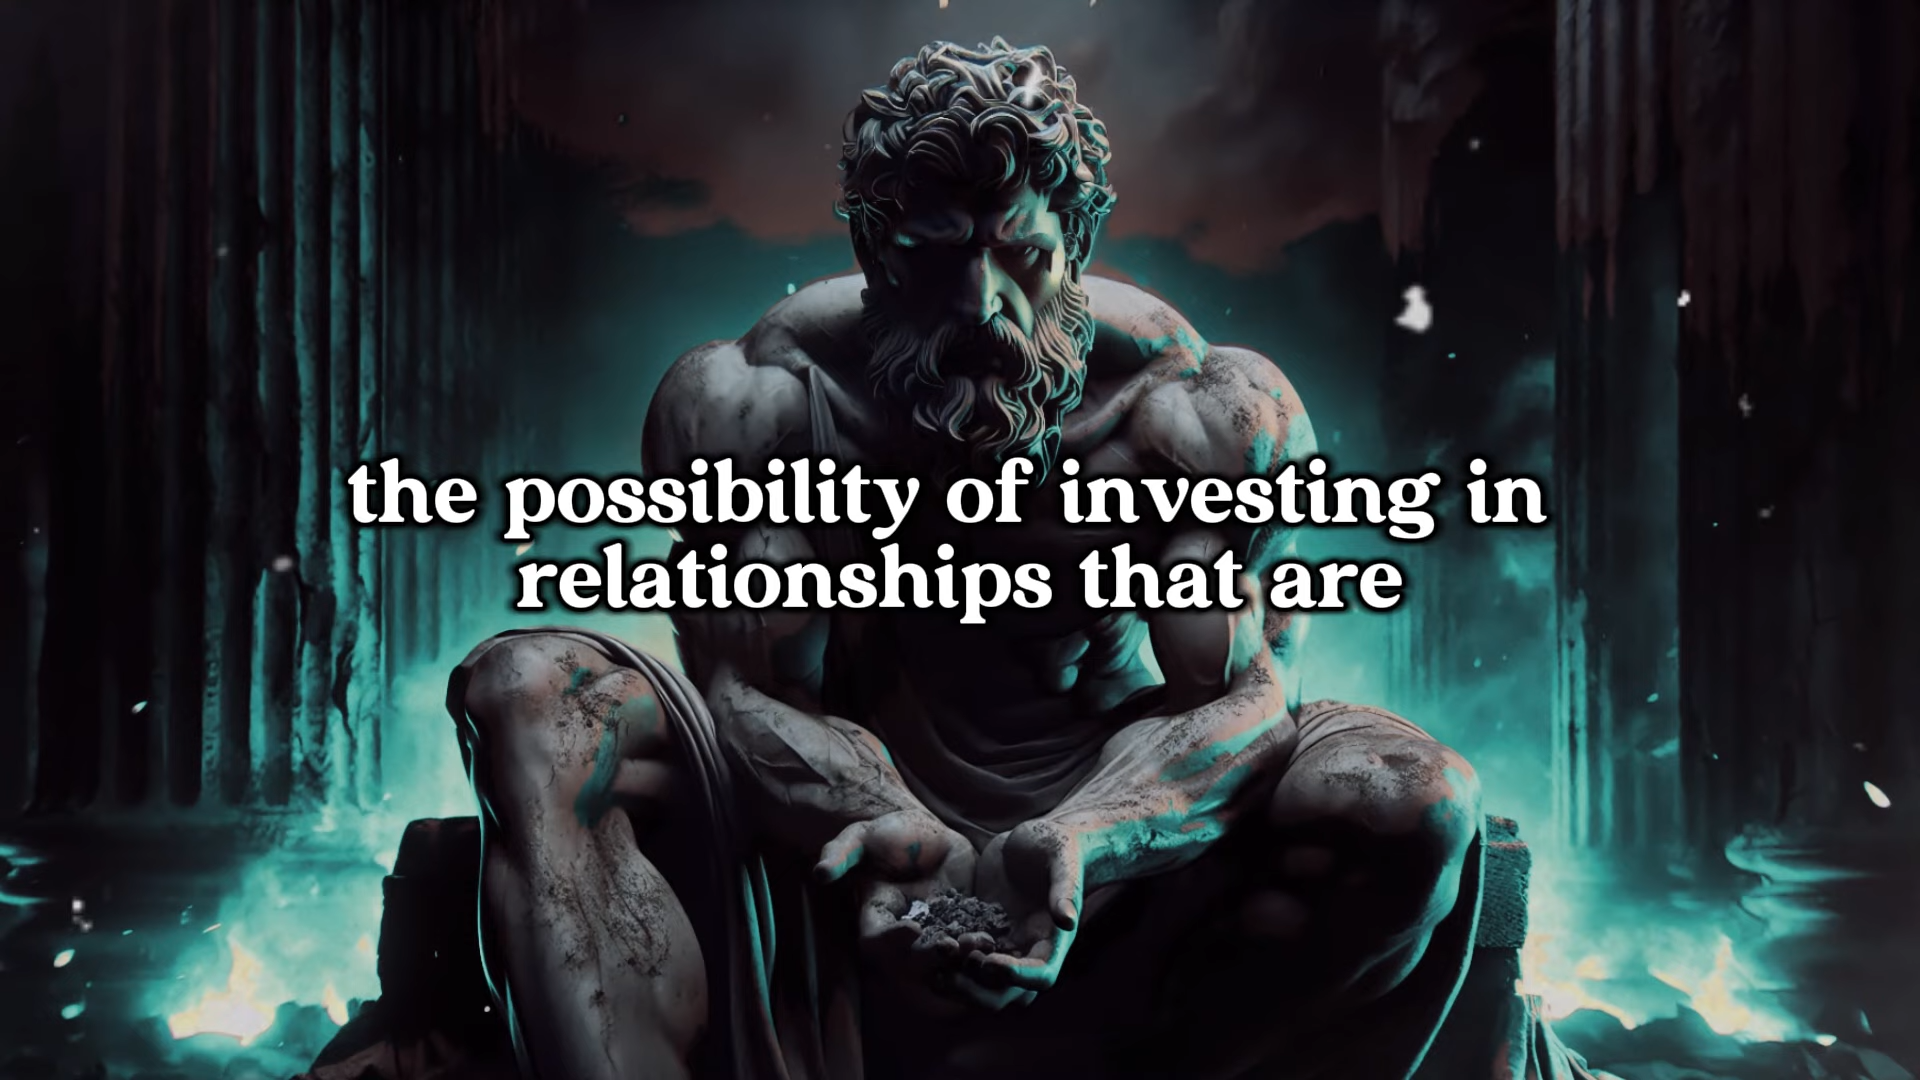 the possibility of investing in
relationships that are